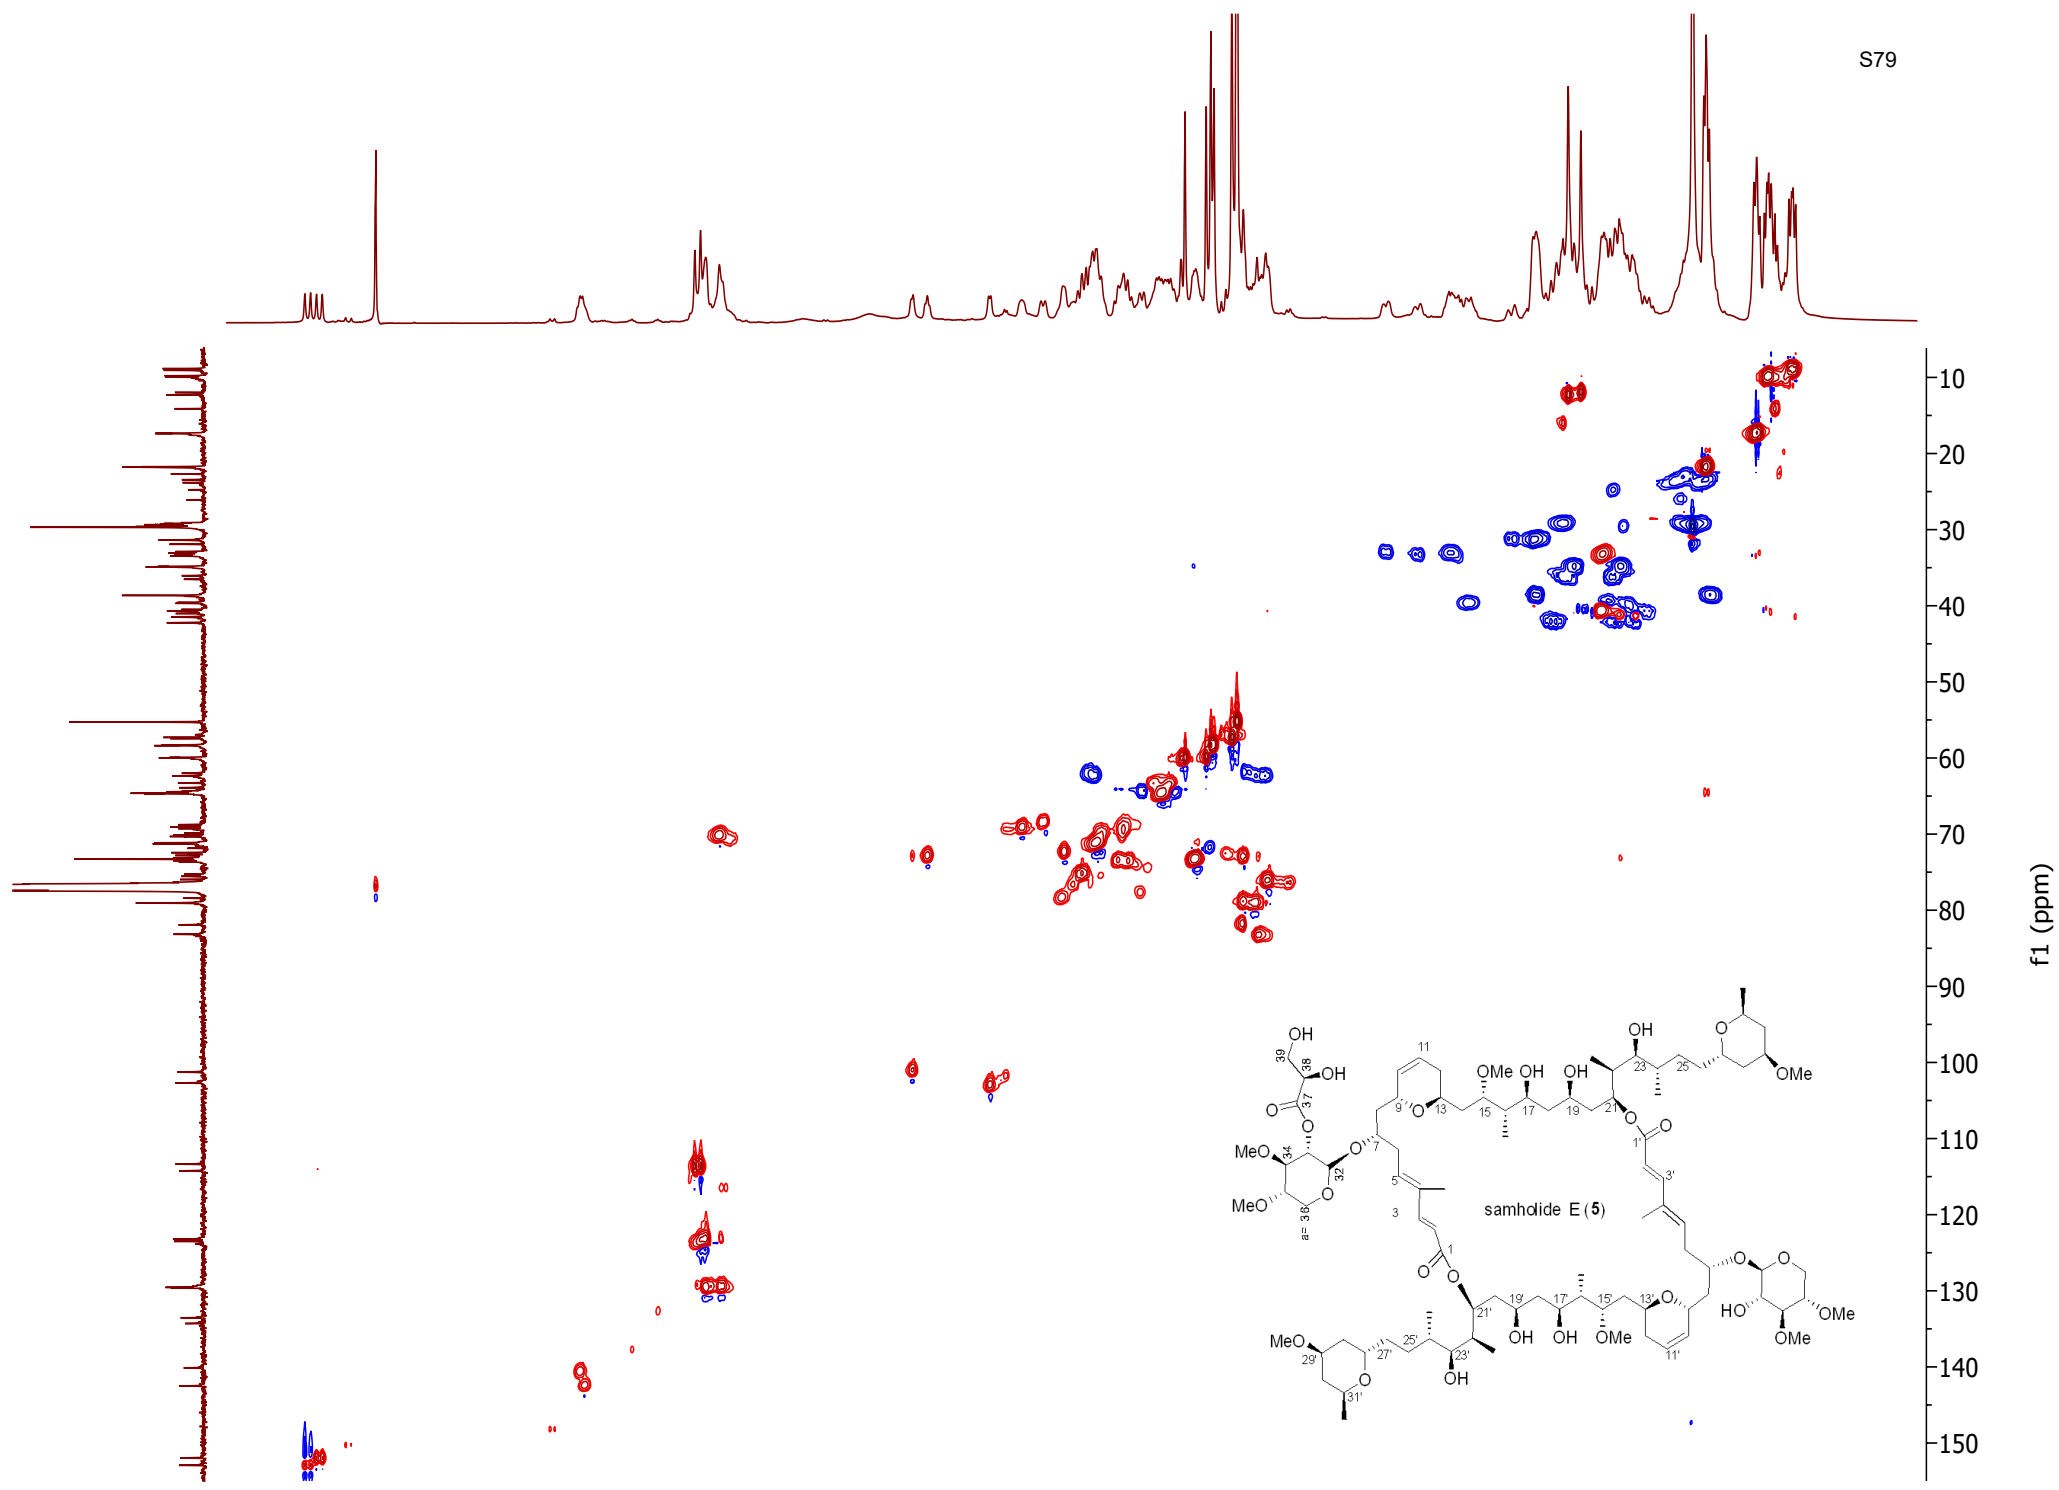 S79
10
20
30
40
50
60
70
80
90
100
110
120
130
140
150
f1 (ppm)
OH
39
38
OH
37
O
O
MeO
34
MeO
O
32
a= 36
O
7
5
3
1
O
O
9
O
11
13
OMe
15
OH
17
OH
19
21
OH
23
25
O
OMe
O
O
1'
3'
samholide E (5)
O
O
HO
OMe
OMe
O
11'
13'
15'
OMe
17'
OH
19'
OH
21'
23'
OH
25'
27'
MeO
29'
O
31'